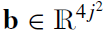 𝐛 ∈ ℝ^{4j^2}